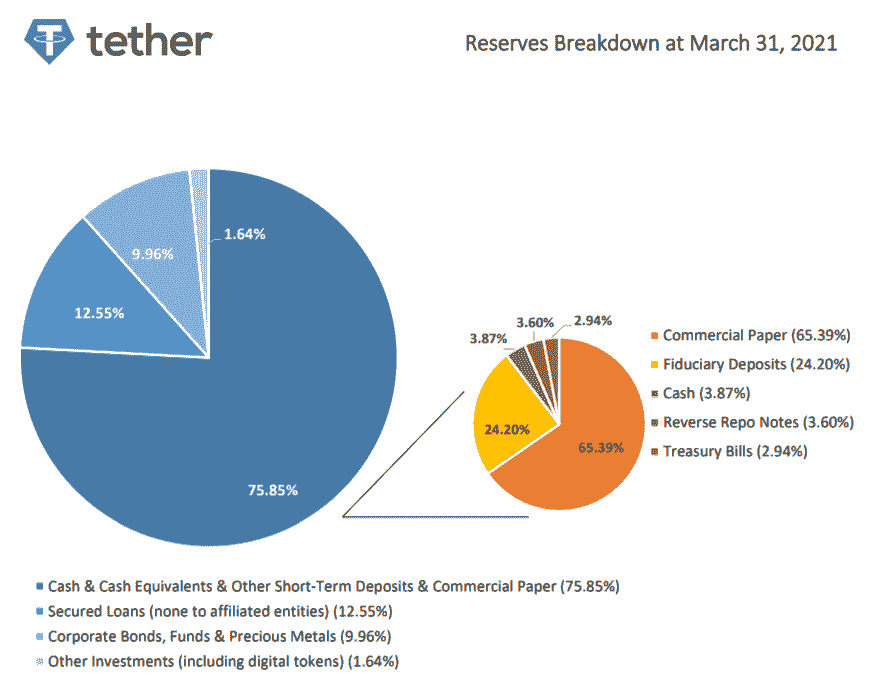 tether
Reserves Breakdown at March 31, 2021
1.64%
9.96%
12.55%
75.85%
3.87%
3.60%
2.94%
24.20%
65.39%
Commercial Paper (65.39%)
Fiduciary Deposits (24.20%)
Cash (3.87%)
Reverse Repo Notes (3.60%)
Treasury Bills (2.94%)
Cash & Cash Equivalents & Other Short-Term Deposits & Commercial Paper (75.85%)
Secured Loans (none to affiliated entities) (12.55%)
Corporate Bonds, Funds & Precious Metals (9.96%)
Other Investments (including digital tokens) (1.64%)